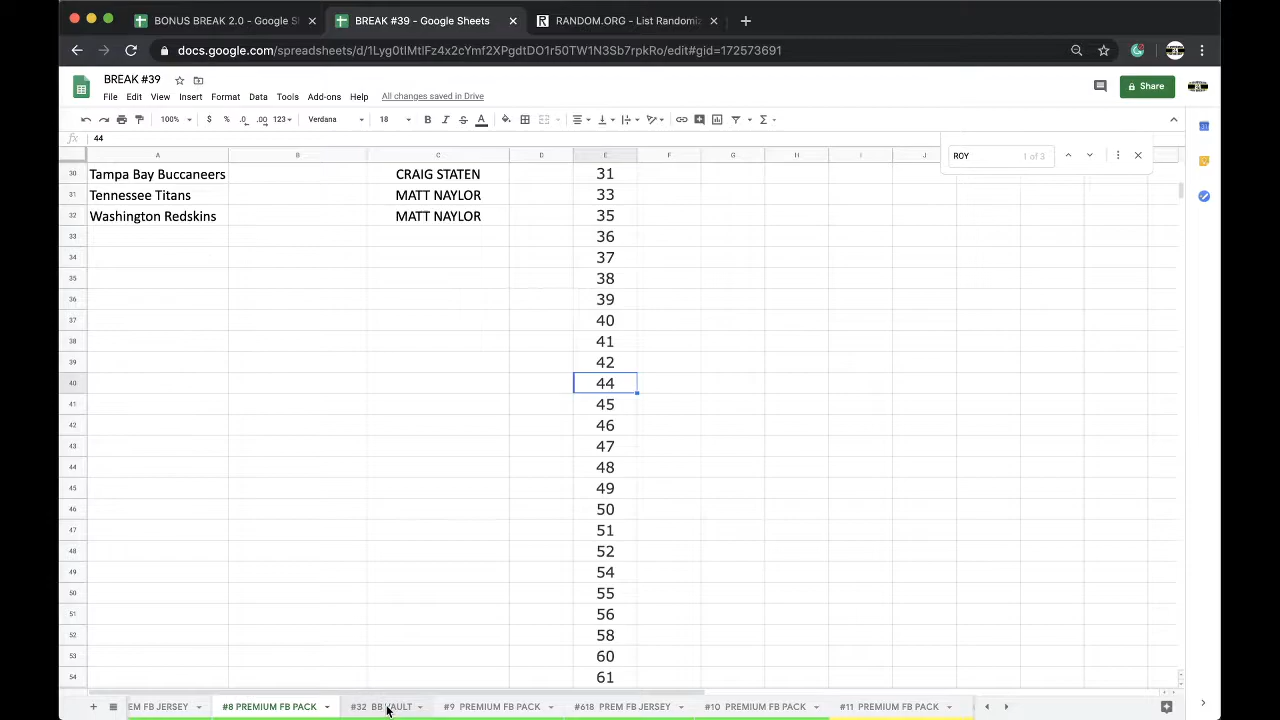 BONUS BREAK 2.0 - Google S
BREAK #39 - Google Sheets
RANDOM.ORG - List Randomiz
docs.google.com/spreadsheets/d/1Lyg0tIMtIFz4x2cYmf2XPgdtDO1r50TW1N3Sb7rpkRo/edit#gid=172573691
BREAK #39
File Edit View Insert Format Data Tools Add-ons Help All changes saved in Drive
Share
100% $ % .0 .00 123 Verdana 18 B I S A
fx 44
ROY 1 of 3
A B C D E F G H I J
30 Tampa Bay Buccaneers CRAIG STATEN 31
31 Tennessee Titans MATT NAYLOR 33
32 Washington Redskins MATT NAYLOR 35
33 36
34 37
35 38
36 39
37 40
38 41
39 42
40 44
41 45
42 46
43 47
44 48
45 49
46 50
47 51
48 52
49 54
50 55
51 56
52 58
53 60
54 61
EM FB JERSEY #8 PREMIUM FB PACK #32 BB VAULT #9 PREMIUM FB PACK #618 PREM FB JERSEY #10 PREMIUM FB PACK #11 PREMIUM FB PACK